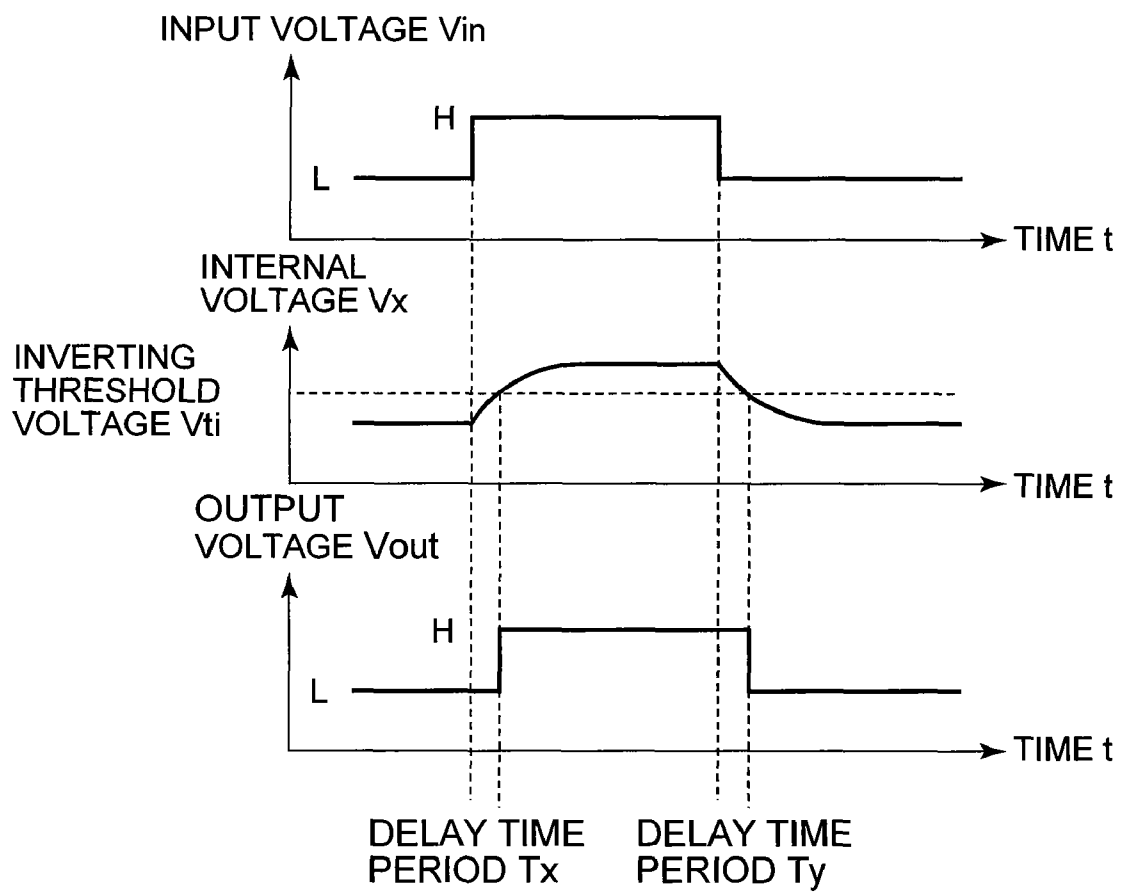 INPUT VOLTAGE Vin
H
L
TIME t
INTERNAL
VOLTAGE Vx
INVERTING
THRESHOLD
VOLTAGE Vti
TIME t
OUTPUT
VOLTAGE Vout
H
L
TIME t
DELAY TIME
PERIOD Tx
DELAY TIME
PERIOD Ty